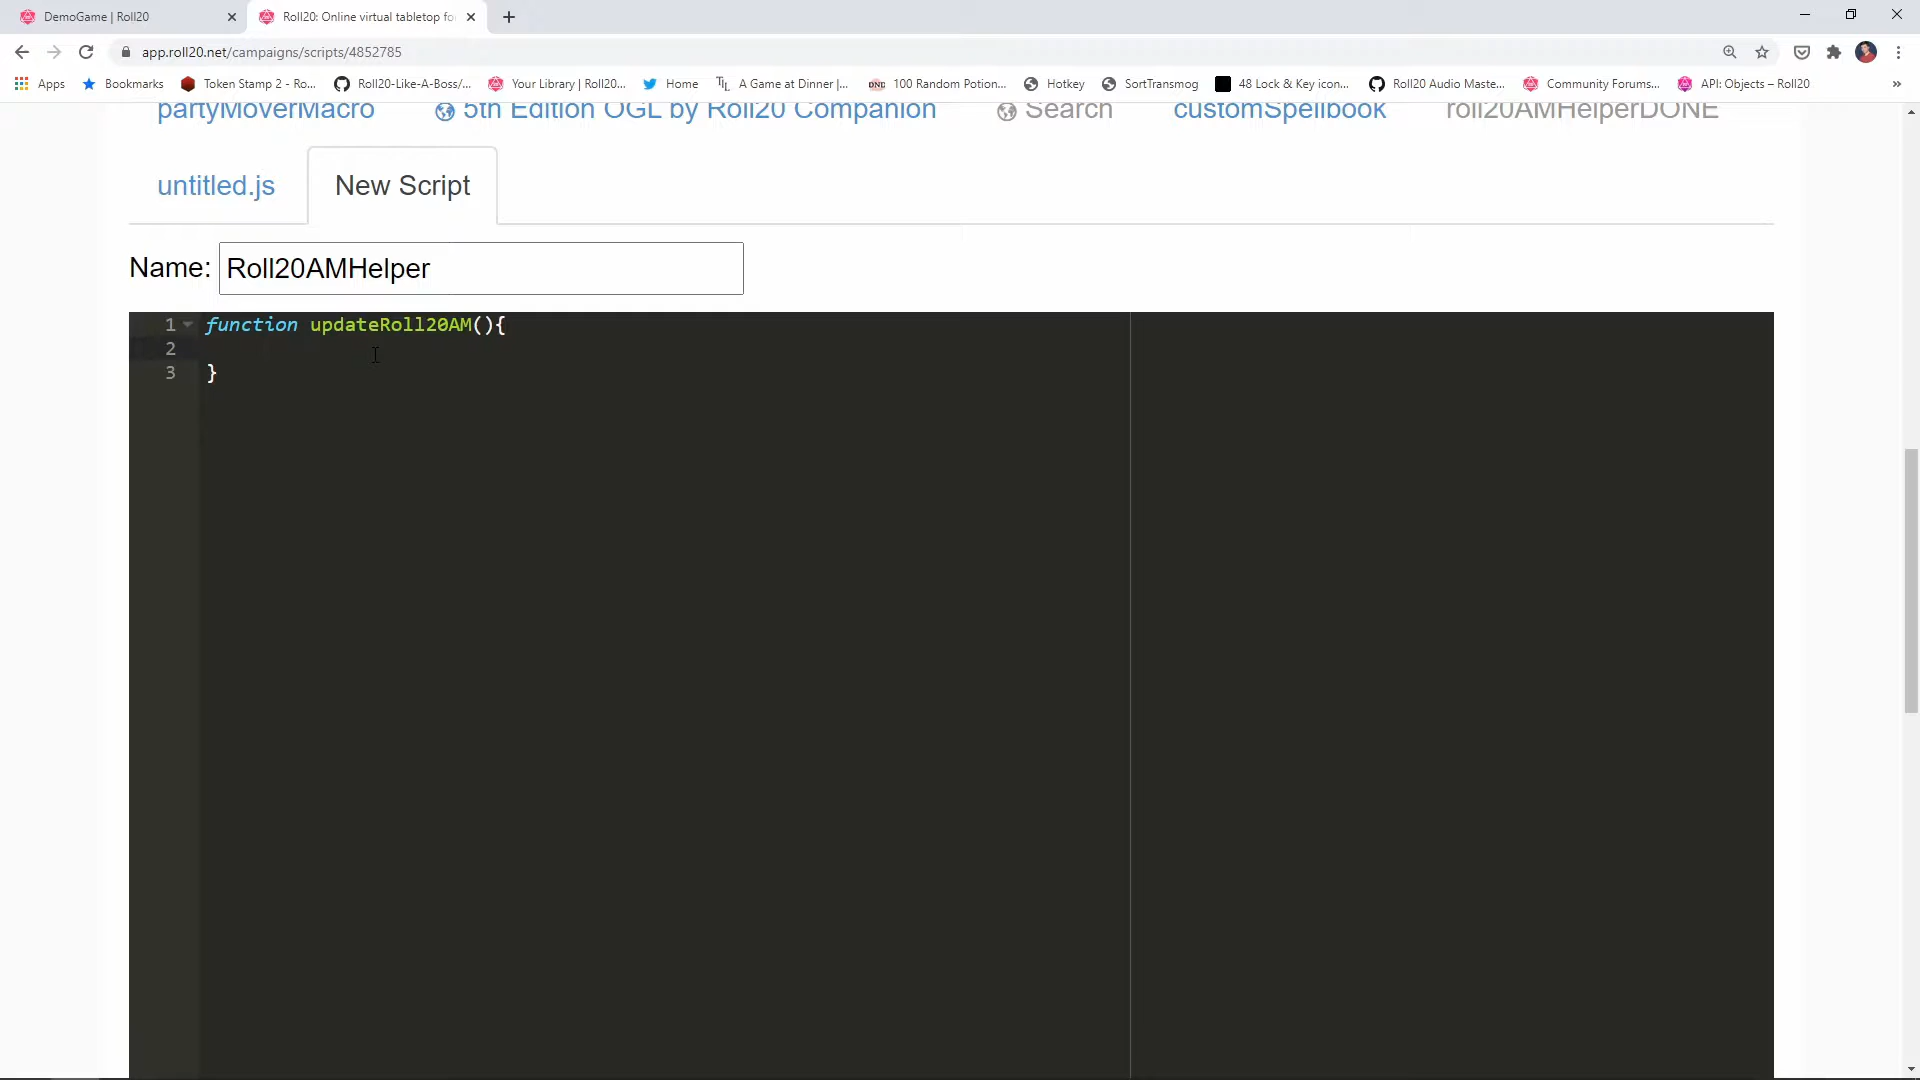 DemoGame | Roll20
Roll20: Online virtual tabletop fo
app.roll20.net/campaigns/scripts/4852785
Apps
Bookmarks
Token Stamp 2 - Ro...
Roll20-Like-A-Boss/...
Your Library | Roll20...
Home
TL
A Game at Dinner |...
DND
100 Random Potion...
Hotkey
SortTransmog
48 Lock & Key icon...
Roll20 Audio Maste...
Community Forums...
API: Objects – Roll20
»
partyMoverMacro
5th Edition OGL by Roll20 Companion
Search
customSpellbook
roll20AMHelperDONE
untitled.js
New Script
Name: Roll20AMHelper
1 function updateRoll20AM(){
2
3 }